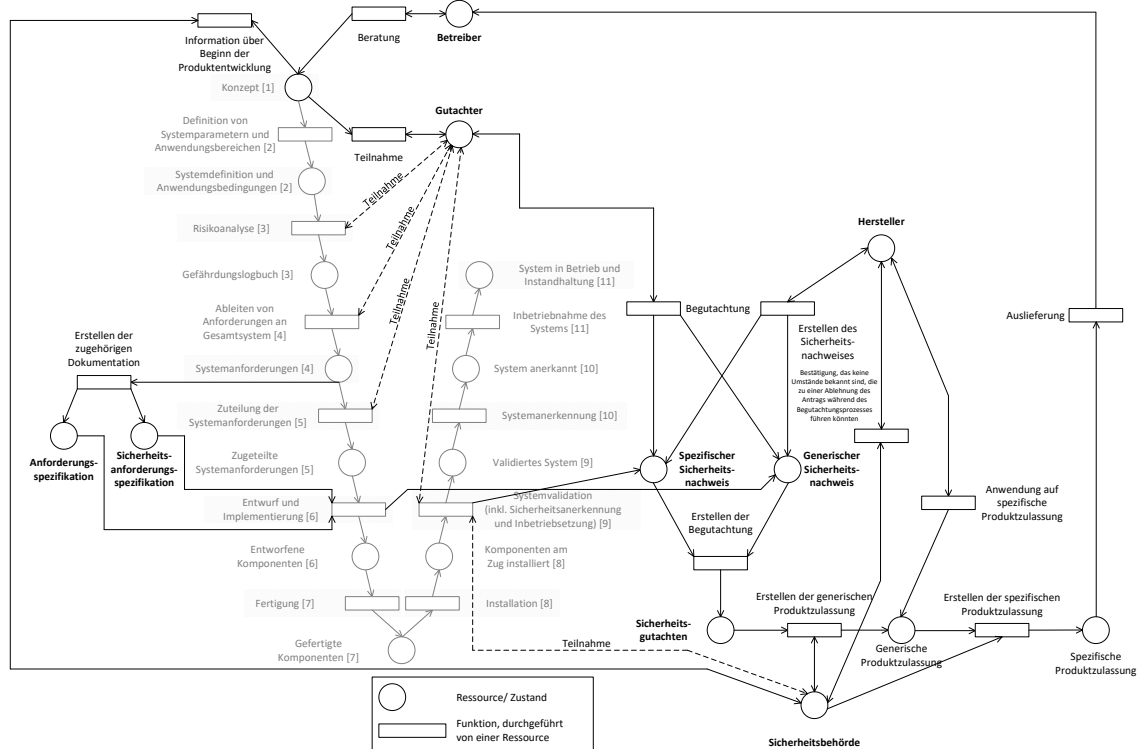 Information über
Beginn der
Produktentwicklung
Beratung
Betreiber
Konzept [1]
Gutachter
Definition von
Systemparametern und
Anwendungsbereichen [2]
Teilnahme
Systemdefinition und
Anwendungsbedingungen [2]
Teilnahme
Teilnahme
Teilnahme
Teilnahme
Risikoanalyse [3]
Hersteller
Gefährdungslogbuch [3]
System in Betrieb und
Instandhaltung [11]
Ableiten von
Anforderungen an
Gesamtsystem [4]
Inbetriebnahme des
Systems [11]
Begutachtung
Auslieferung
Erstellen des
Sicherheits-
nachweises
Bestätigung, das keine
Umstände bekannt sind, die
zu einer Ablehnung des
Antrags während des
Begutachtungsprozesses
führen könnten
Erstellen der
zugehörigen
Dokumentation
Systemanforderungen [4]
System anerkannt [10]
Zuteilung der
Systemanforderungen [5]
Systemanerkennung [10]
Anforderungs-
spezifikation
Sicherheits-
anforderungs-
spezifikation
Zugeteilte
Systemanforderungen [5]
Validiertes System [9]
Spezifischer
Sicherheits-
nachweis
Generischer
Sicherheits-
nachweis
Entwurf und
Implementierung [6]
Systemvalidation
(inkl. Sicherheitsanerkennung
und Inbetriebsetzung) [9]
Erstellen der
Begutachtung
Anwendung auf
spezifische
Produktzulassung
Entworfene
Komponenten [6]
Komponenten am
Zug installiert [8]
Fertigung [7]
Installation [8]
Erstellen der generischen
Produktzulassung
Erstellen der spezifischen
Produktzulassung
Sicherheits-
gutachten
Gefertigte
Komponenten [7]
Teilnahme
Generische
Produktzulassung
Spezifische
Produktzulassung
Ressource/ Zustand
Funktion, durchgeführt
von einer Ressource
Sicherheitsbehörde